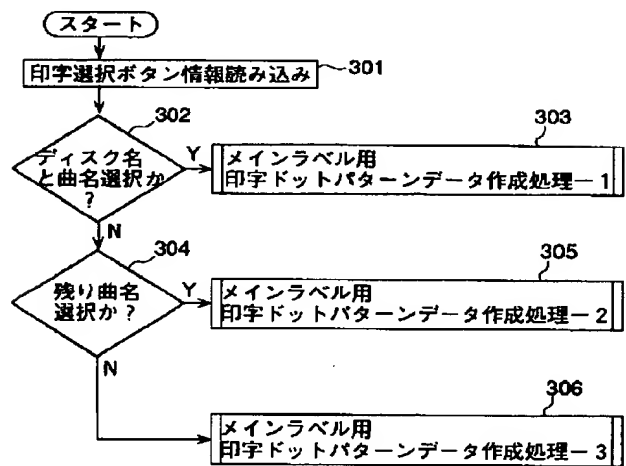 スタート
印字選択ボタン情報読み込み
301
302
303
ディスク名
と曲名選択か
?
Y
メインラベル用
印字ドットパターンデータ作成処理ー1
N
304
305
残り曲名
選択か?
Y
メインラベル用
印字ドットパターンデータ作成処理ー2
N
306
メインラベル用
印字ドットパターンデータ作成処理ー3